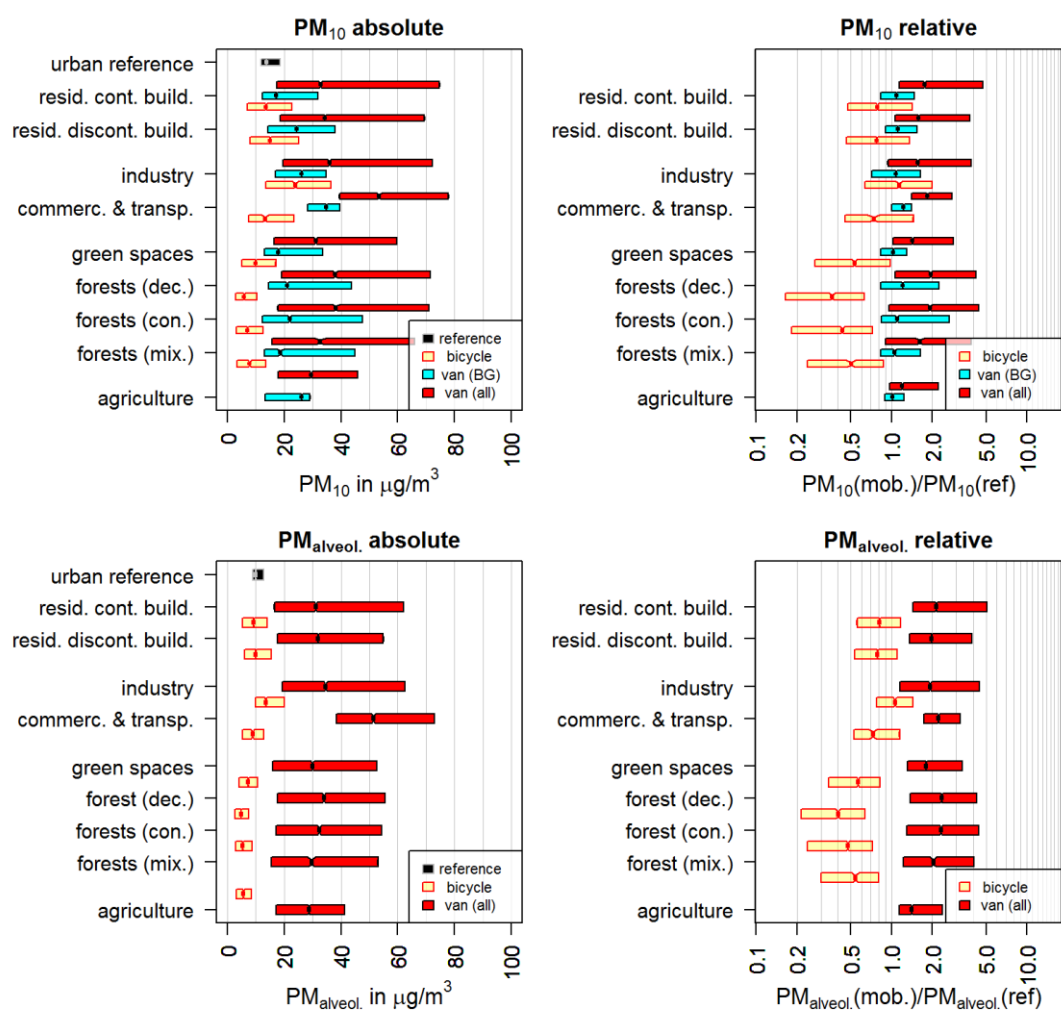 PM₁₀ absolute
urban reference
resid. cont. build.
resid. discont. build.
industry
commerc. & transp.
green spaces
forests (dec.)
forests (con.)
forests (mix.)
agriculture
reference
bicycle
van (BG)
van (all)
0 20 40 60 80 100
PM₁₀ in µg/m³
PM₁₀ relative
resid. cont. build.
resid. discont. build.
industry
commerc. & transp.
green spaces
forests (dec.)
forests (con.)
forests (mix.)
agriculture
bicycle
van (BG)
van (all)
0.1 0.2 0.5 1.0 2.0 5.0 10.0
PM₁₀(mob.)/PM₁₀(ref)
PMalveol. absolute
urban reference
resid. cont. build.
resid. discont. build.
industry
commerc. & transp.
green spaces
forest (dec.)
forests (con.)
forests (mix.)
agriculture
reference
bicycle
van (all)
0 20 40 60 80 100
PMalveol. in µg/m³
PMalveol. relative
resid. cont. build.
resid. discont. build.
industry
commerc. & transp.
green spaces
forest (dec.)
forest (con.)
forest (mix.)
agriculture
bicycle
van (all)
0.1 0.2 0.5 1.0 2.0 5.0 10.0
PMalveol.(mob.)/PMalveol.(ref)